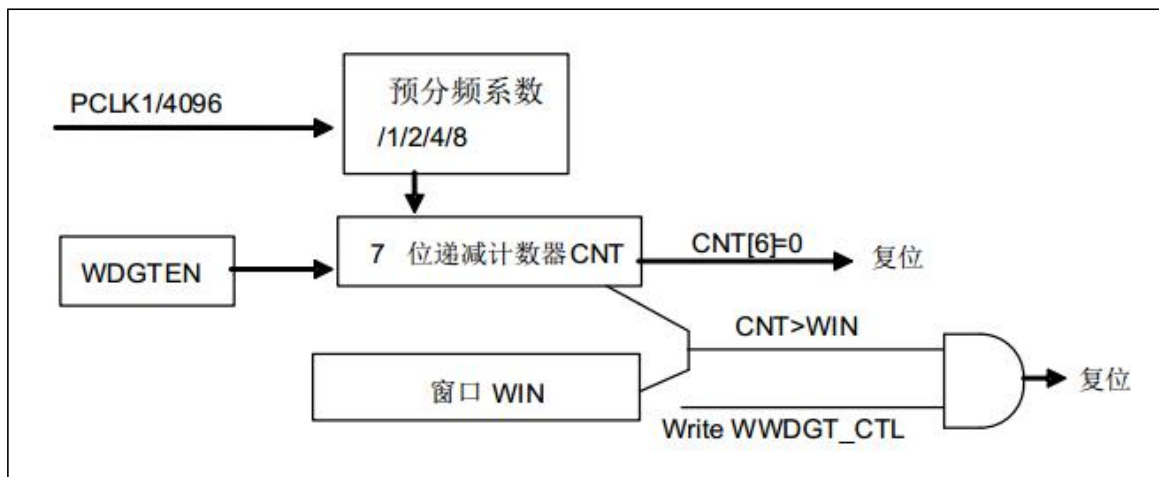 PCLK1/4096
预分频系数
/1/2/4/8
WDGTEN
7 位递减计数器CNT
CNT[6]=0
复位
CNT>WIN
窗口 WIN
复位
Write WWDGT_CTL